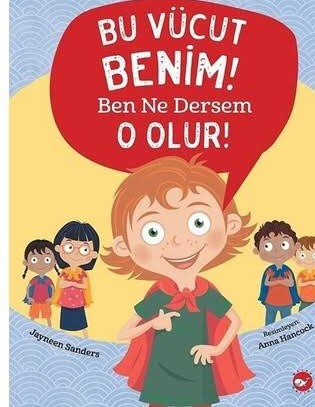 BU VÜCUT
BENİM!
Ben Ne Dersem
O OLUR!
Jayneen Sanders
Resimleyen:
Anna Hancock